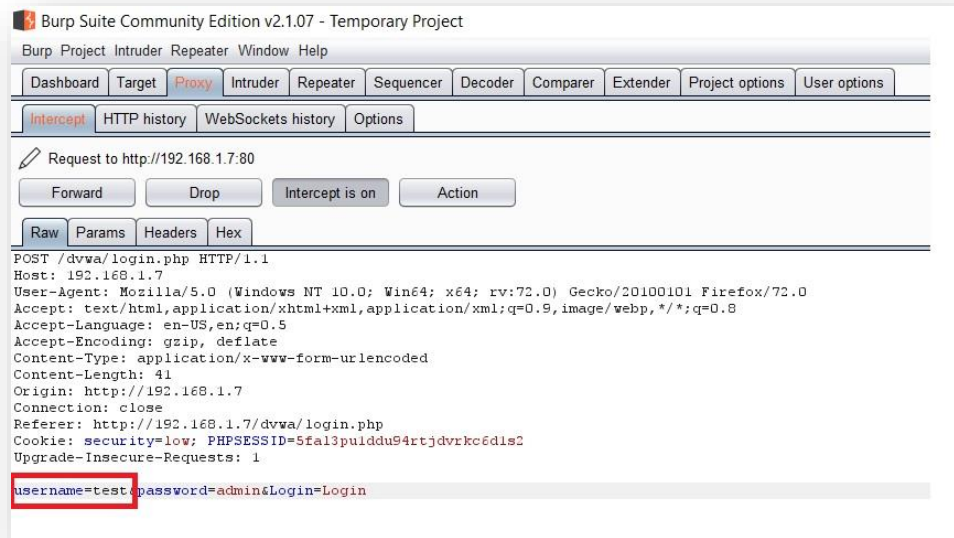 Burp Suite Community Edition v2.1.07 - Temporary Project
Burp Project Intruder Repeater Window Help
Dashboard Target Proxy Intruder Repeater Sequencer Decoder Comparer Extender Project options User options
Intercept HTTP history WebSockets history Options
Request to http://192.168.1.7:80
Forward Drop Intercept is on Action
Raw Params Headers Hex
POST /dvwa/login.php HTTP/1.1
Host: 192.168.1.7
User-Agent: Mozilla/5.0 (Windows NT 10.0; Win64; x64; rv:72.0) Gecko/20100101 Firefox/72.0
Accept: text/html,application/xhtml+xml,application/xml;q=0.9,image/webp,*/*;q=0.8
Accept-Language: en-US,en;q=0.5
Accept-Encoding: gzip, deflate
Content-Type: application/x-www-form-urlencoded
Content-Length: 41
Origin: http://192.168.1.7
Connection: close
Referer: http://192.168.1.7/dvwa/login.php
Cookie: security=low; PHPSESSID=5fal3pulddu94rtjdvrkc6d1s2
Upgrade-Insecure-Requests: 1
username=test&password=admin&Login=Login